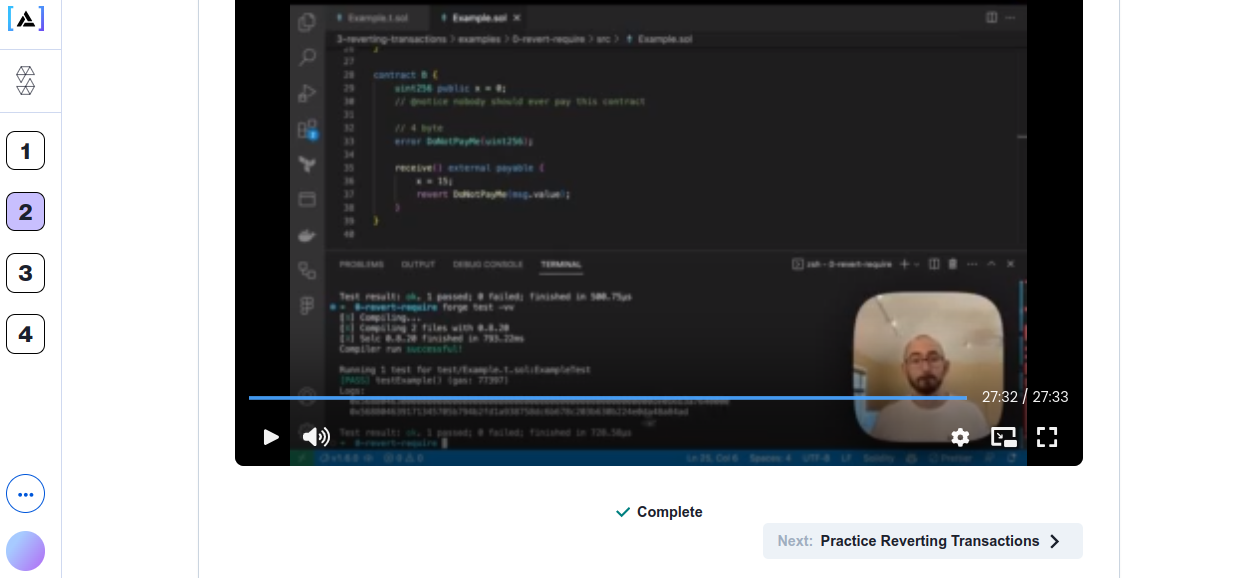 Example.t.sol Example.sol
3-reverting-transactions > examples > 0-revert-require > src > Example.sol
1
2
3
4
26 }
27
28 contract B {
29 uint256 public x = 0;
30 // @notice nobody should ever pay this contract
31
32 // 4 byte
33 error DoNotPayMe(uint256);
34
35 receive() external payable {
36 x = 15;
37 revert DoNotPayMe(msg.value);
38 }
39 }
40
PROBLEMS OUTPUT DEBUG CONSOLE TERMINAL zsh - 0-revert-require
Test result: ok. 1 passed; 0 failed; finished in 500.75µs
0-revert-require forge test -vv
Compiling...
Compiling 2 files with 0.8.20
Solc 0.8.20 finished in 793.22ms
Compiler run successful!
Running 1 test for test/Example.t.sol:ExampleTest
[PASS] testExample() (gas: 77397)
Logs:
Test result: ok. 1 passed; 0 failed; finished in 720.50µs
0-revert-require
27:32 / 27:33
Ln 25, Col 6 Spaces: 4 UTF-8 LF Solidity Prettier
Complete
Next: Practice Reverting Transactions